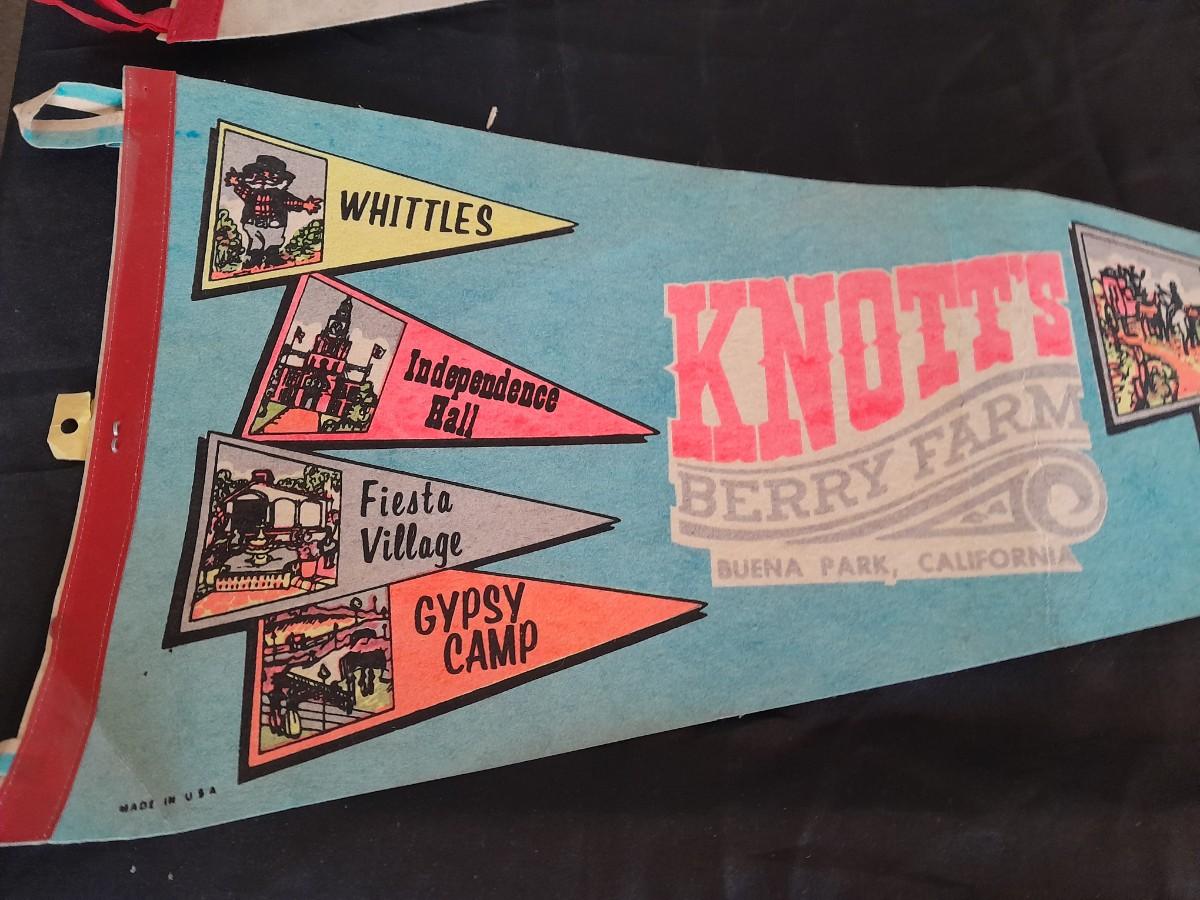 WHITTLES
Independence
Hall
Fiesta
Village
GYPSY
CAMP
KNOTT'S
BERRY FARM
BUENA PARK, CALIFORNIA
MADE IN USA